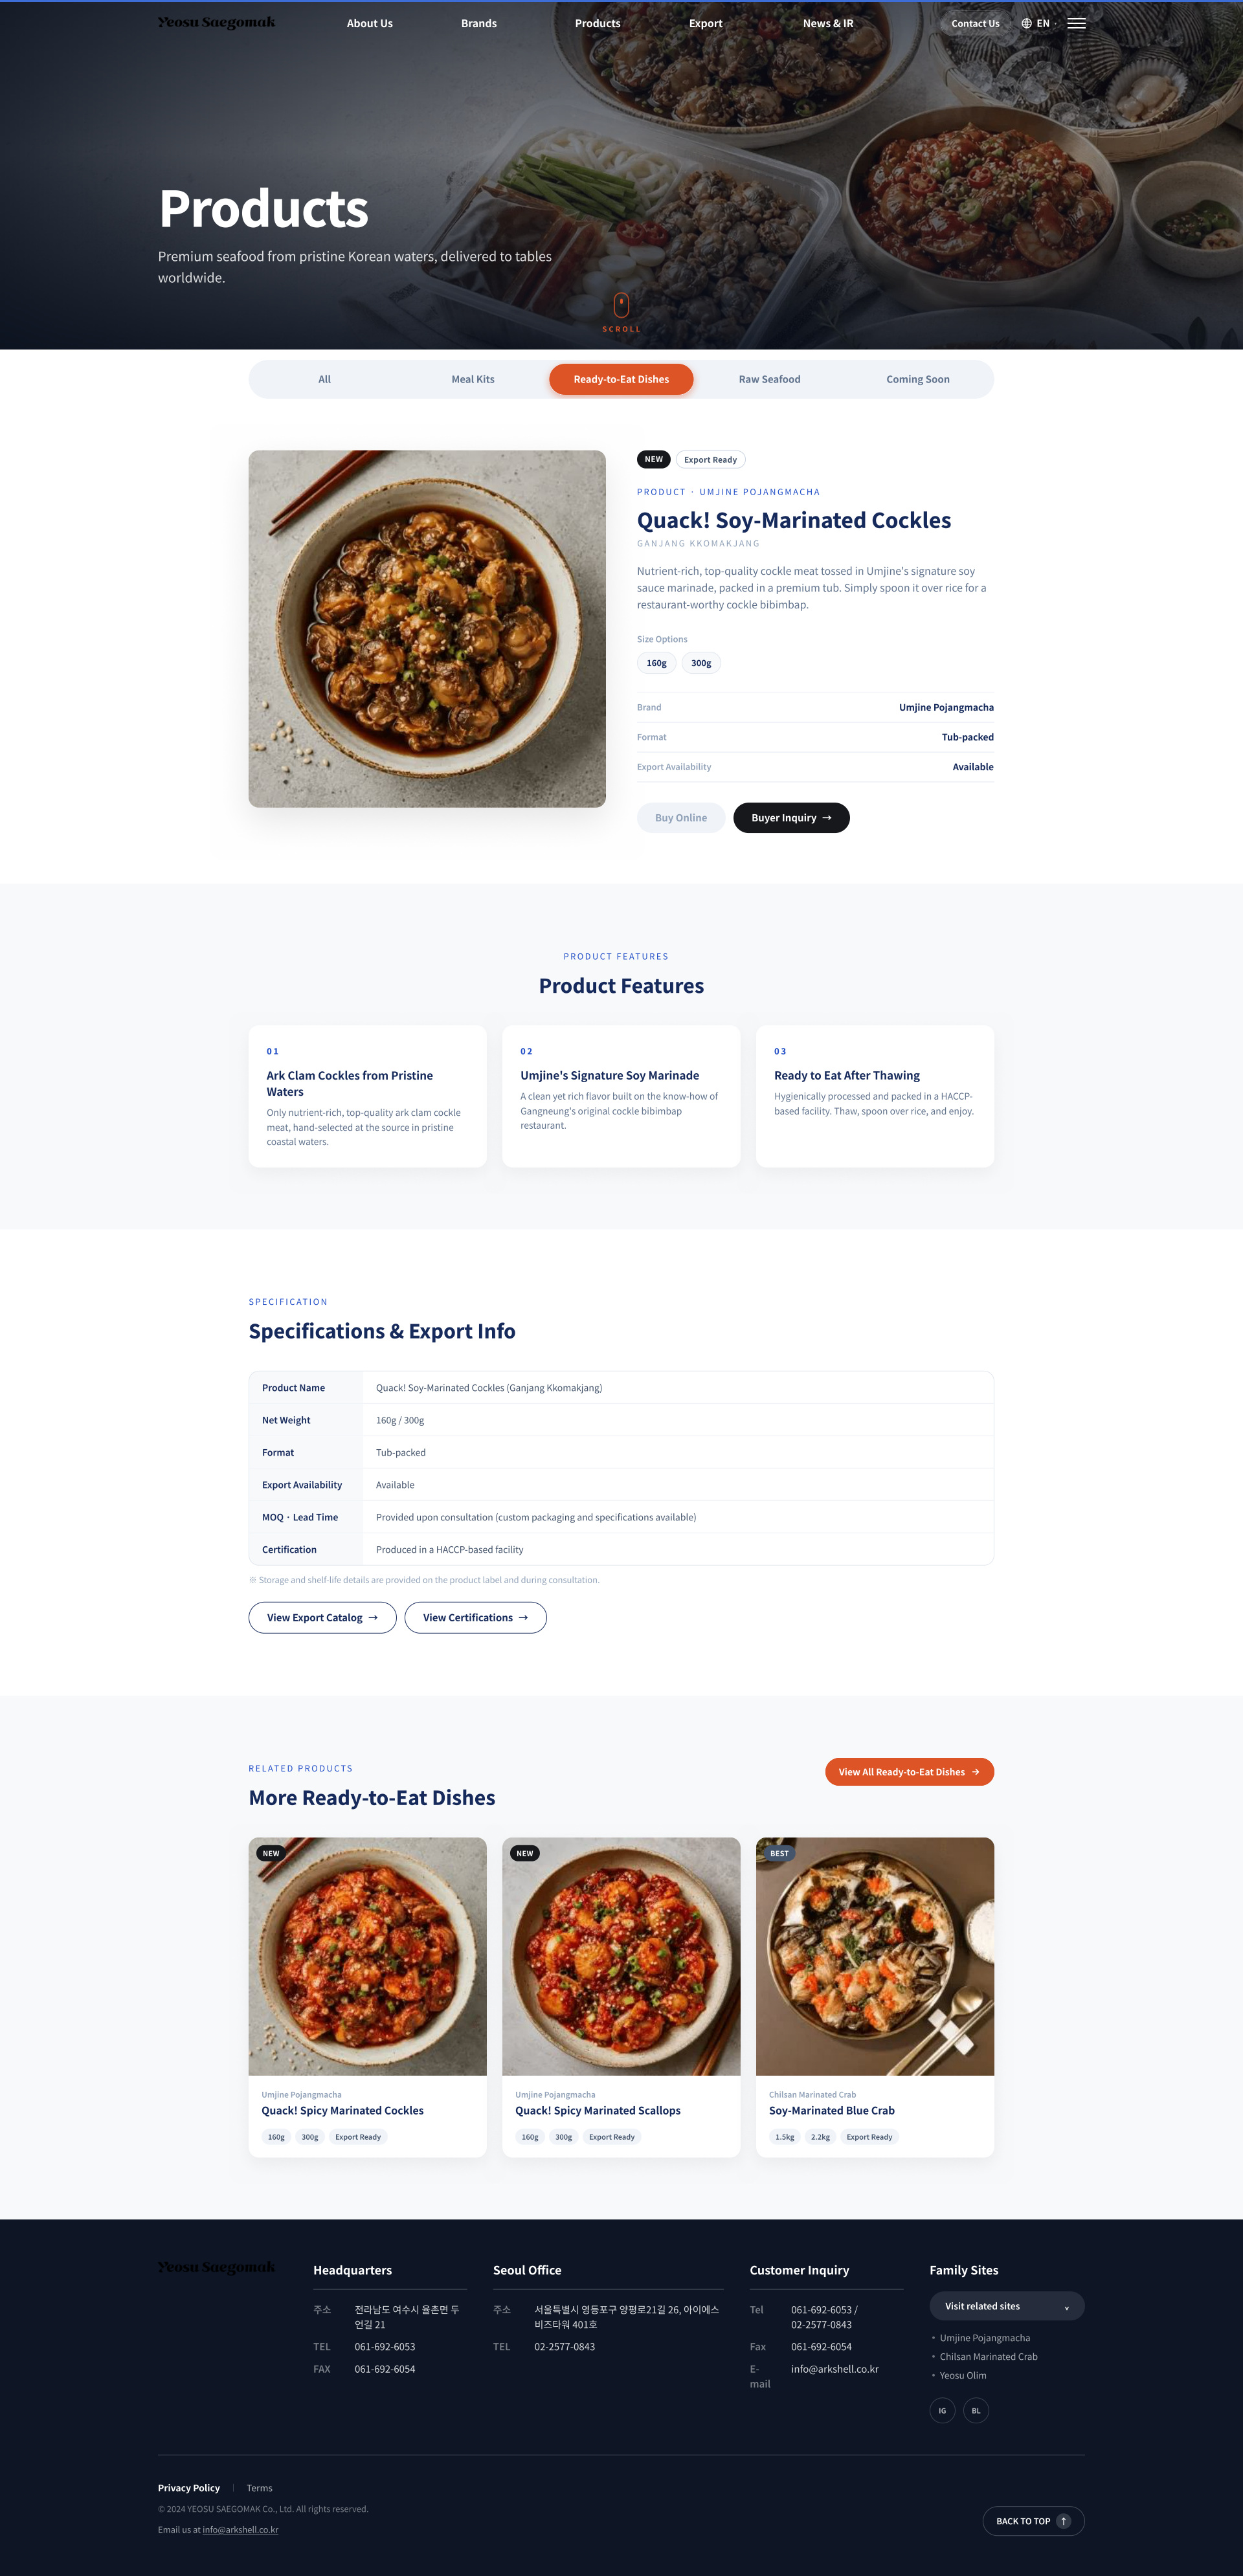 Yeosu Saegomak
About Us
Brands
Products
Export
News & IR
Contact Us
EN
Products
Premium seafood from pristine Korean waters, delivered to tables
worldwide.
SCROLL
All
Meal Kits
Ready-to-Eat Dishes
Raw Seafood
Coming Soon
NEW
Export Ready
PRODUCT · UMJINE POJANGMACHA
Quack! Soy-Marinated Cockles
GANJANG KKOMAKJANG
Nutrient-rich, top-quality cockle meat tossed in Umjine's signature soy
sauce marinade, packed in a premium tub. Simply spoon it over rice for a
restaurant-worthy cockle bibimbap.
Size Options
160g
300g
Brand
Umjine Pojangmacha
Format
Tub-packed
Export Availability
Available
Buy Online
Buyer Inquiry →
PRODUCT FEATURES
Product Features
01
Ark Clam Cockles from Pristine
Waters
Only nutrient-rich, top-quality ark clam cockle
meat, hand-selected at the source in pristine
coastal waters.
02
Umjine's Signature Soy Marinade
A clean yet rich flavor built on the know-how of
Gangneung's original cockle bibimbap
restaurant.
03
Ready to Eat After Thawing
Hygienically processed and packed in a HACCP-
based facility. Thaw, spoon over rice, and enjoy.
SPECIFICATION
Specifications & Export Info
Product Name
Quack! Soy-Marinated Cockles (Ganjang Kkomakjang)
Net Weight
160g / 300g
Format
Tub-packed
Export Availability
Available
MOQ · Lead Time
Provided upon consultation (custom packaging and specifications available)
Certification
Produced in a HACCP-based facility
※ Storage and shelf-life details are provided on the product label and during consultation.
View Export Catalog →
View Certifications →
RELATED PRODUCTS
More Ready-to-Eat Dishes
View All Ready-to-Eat Dishes →
NEW
Umjine Pojangmacha
Quack! Spicy Marinated Cockles
160g
300g
Export Ready
NEW
Umjine Pojangmacha
Quack! Spicy Marinated Scallops
160g
300g
Export Ready
BEST
Chilsan Marinated Crab
Soy-Marinated Blue Crab
1.5kg
2.2kg
Export Ready
Yeosu Saegomak
Headquarters
주소
전라남도 여수시 율촌면 두
언길 21
TEL
061-692-6053
FAX
061-692-6054
Seoul Office
주소
서울특별시 영등포구 양평로21길 26, 아이에스
비즈타워 401호
TEL
02-2577-0843
Customer Inquiry
Tel
061-692-6053 /
02-2577-0843
Fax
061-692-6054
E-
mail
info@arkshell.co.kr
Family Sites
Visit related sites
Umjine Pojangmacha
Chilsan Marinated Crab
Yeosu Olim
IG
BL
Privacy Policy
Terms
© 2024 YEOSU SAEGOMAK Co., Ltd. All rights reserved.
Email us at info@arkshell.co.kr
BACK TO TOP ↑